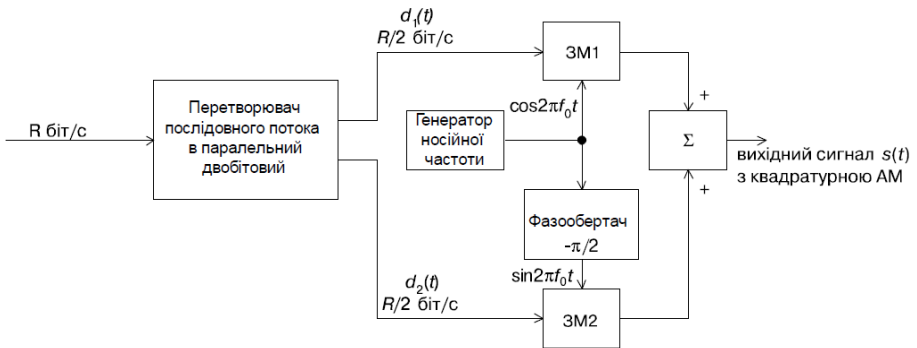 d₁(t)
R/2 біт/с
ЗМ1
R біт/с
Перетворювач
послідовного потока
в паралельний
двобітовий
cos2πf₀t
Генератор
носійної
частоти
+
Σ
вихідний сигнал s(t)
з квадратурною АМ
+
Фазообертач
-π/2
sin2πf₀t
d₂(t)
R/2 біт/с
ЗМ2